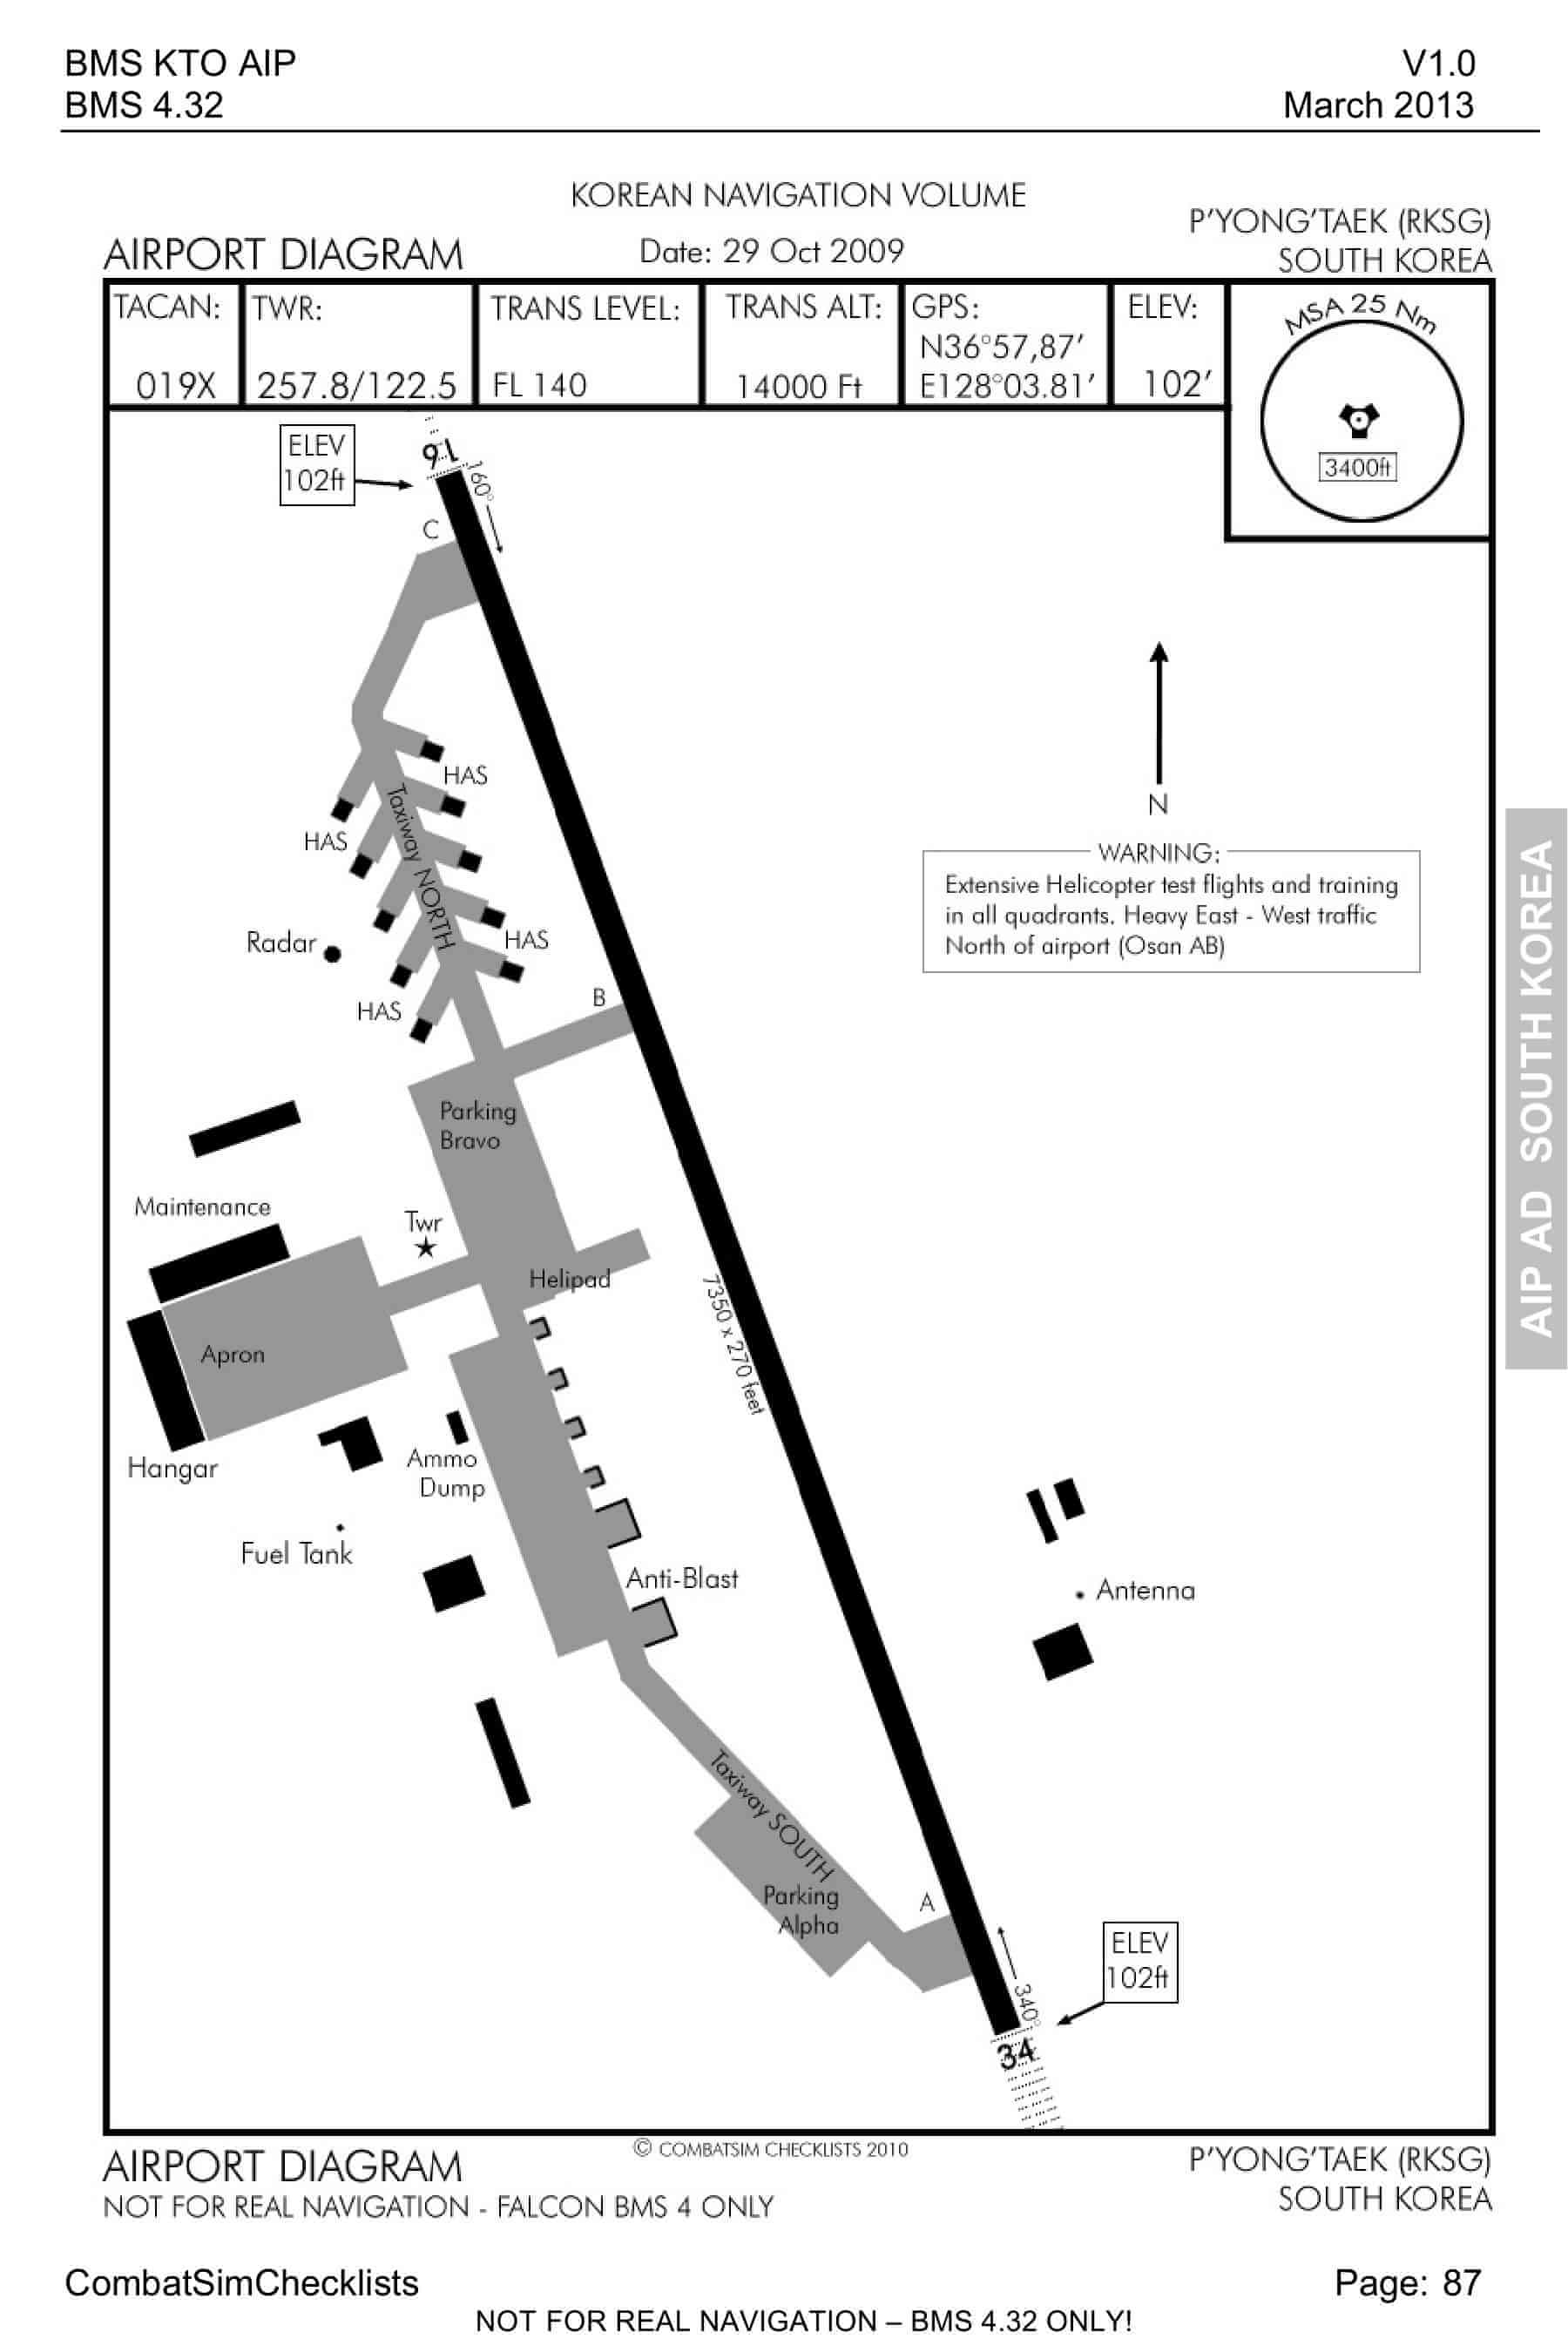 BMS KTO AIP
V1.0
BMS 4.32
March 2013
KOREAN NAVIGATION VOLUME
P'YONG'TAEK (RKSG)
AIRPORT DIAGRAM
Date: 29 Oct 2009
SOUTH KOREA
TACAN:
019X
TWR:
257.8/122.5
TRANS LEVEL:
FL 140
TRANS ALT:
14000 Ft
GPS:
N36°57,87'
E128°03.81'
ELEV:
102'
MSA 25 Nm
3400ft
ELEV
102ft
16
160°
C
HAS
Taxiway NORTH
HAS
N
WARNING:
Extensive Helicopter test flights and training
in all quadrants. Heavy East - West traffic
North of airport (Osan AB)
Radar
HAS
HAS
B
Parking
Bravo
Maintenance
Twr
Helipad
7350 x 270 feet
Apron
Hangar
Ammo
Dump
Fuel Tank
Anti-Blast
Antenna
Taxiway SOUTH
Parking
Alpha
A
ELEV
102ft
340°
34
AIP AD SOUTH KOREA
© COMBATSIM CHECKLISTS 2010
AIRPORT DIAGRAM
P'YONG'TAEK (RKSG)
NOT FOR REAL NAVIGATION - FALCON BMS 4 ONLY
SOUTH KOREA
CombatSimChecklists
Page: 87
NOT FOR REAL NAVIGATION – BMS 4.32 ONLY!